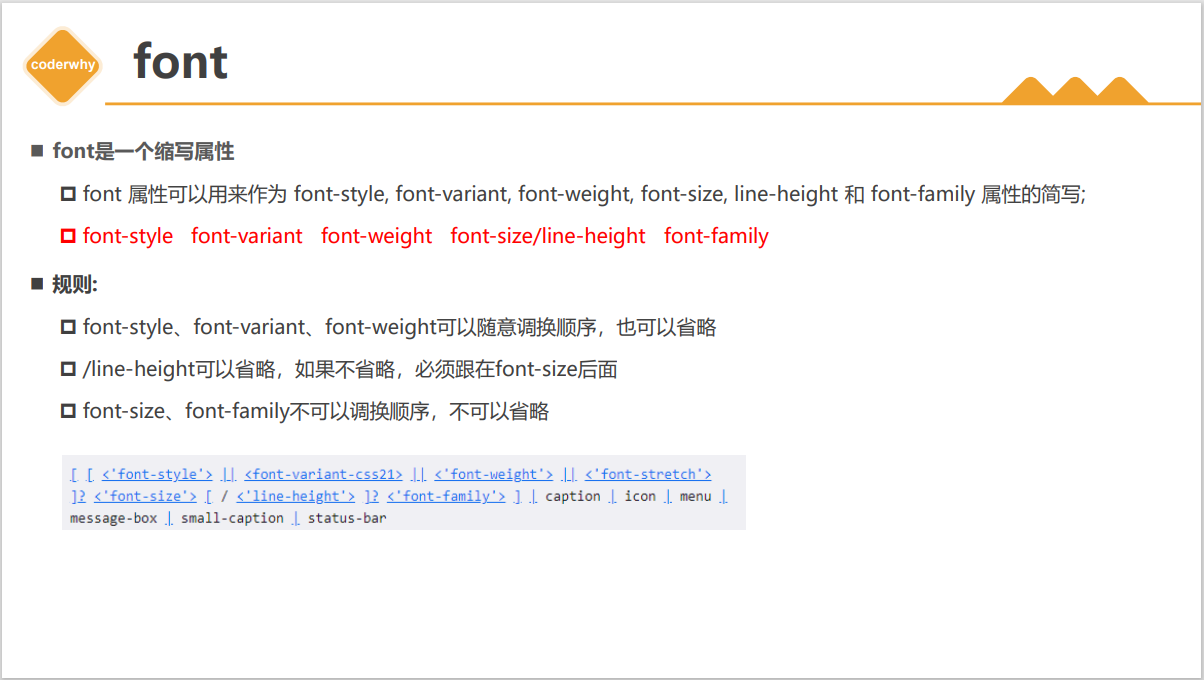 coderwhy
font
font是一个缩写属性
font 属性可以用来作为 font-style, font-variant, font-weight, font-size, line-height 和 font-family 属性的简写;
font-style font-variant font-weight font-size/line-height font-family
规则:
font-style、font-variant、font-weight可以随意调换顺序，也可以省略
/line-height可以省略，如果不省略，必须跟在font-size后面
font-size、font-family不可以调换顺序，不可以省略
[ [ <'font-style'> || <font-variant-css21> || <'font-weight'> || <'font-stretch'>
]? <'font-size'> [ / <'line-height'> ]? <'font-family'> ] | caption | icon | menu |
message-box | small-caption | status-bar